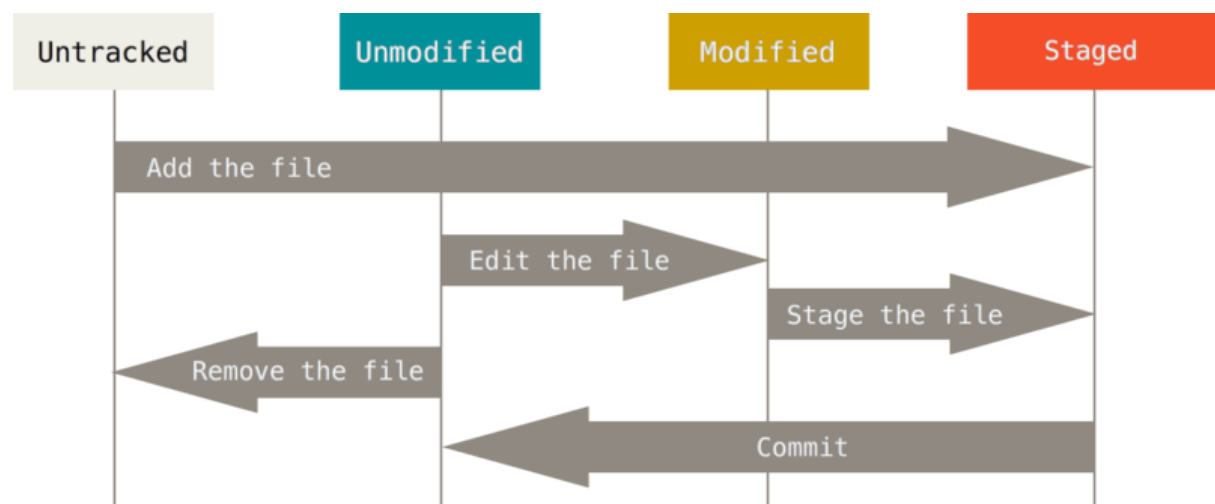 Untracked
Unmodified
Modified
Staged
Add the file
Edit the file
Stage the file
Remove the file
Commit